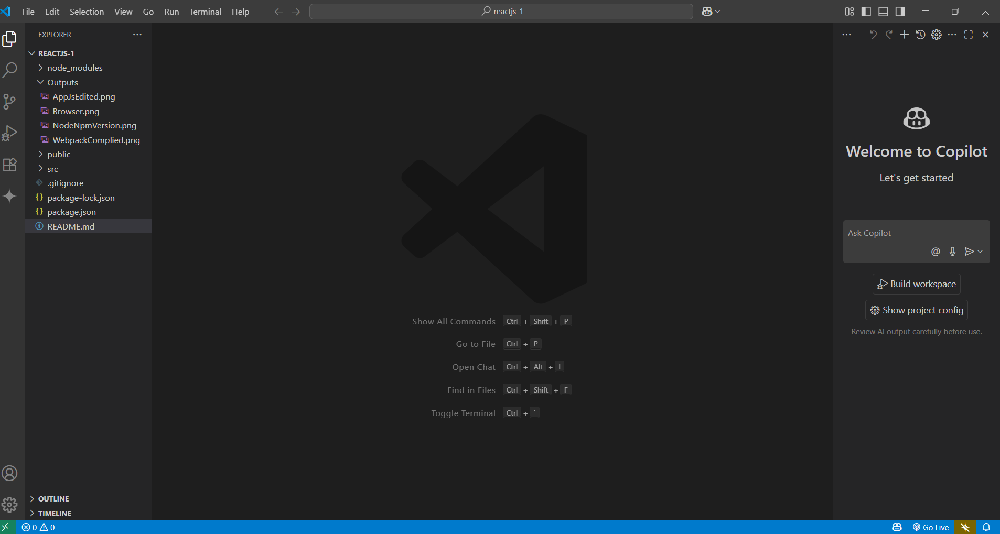 File Edit Selection View Go Run Terminal Help
reactjs-1
EXPLORER
REACTJS-1
node_modules
Outputs
AppJsEdited.png
Browser.png
NodeNpmVersion.png
WebpackComplied.png
public
src
.gitignore
{} package-lock.json
{} package.json
README.md
OUTLINE
TIMELINE
Show All Commands Ctrl + Shift + P
Go to File Ctrl + P
Open Chat Ctrl + Alt + I
Find in Files Ctrl + Shift + F
Toggle Terminal Ctrl + `
Welcome to Copilot
Let's get started
Ask Copilot
@
Build workspace
Show project config
Review AI output carefully before use.
0 0
Go Live